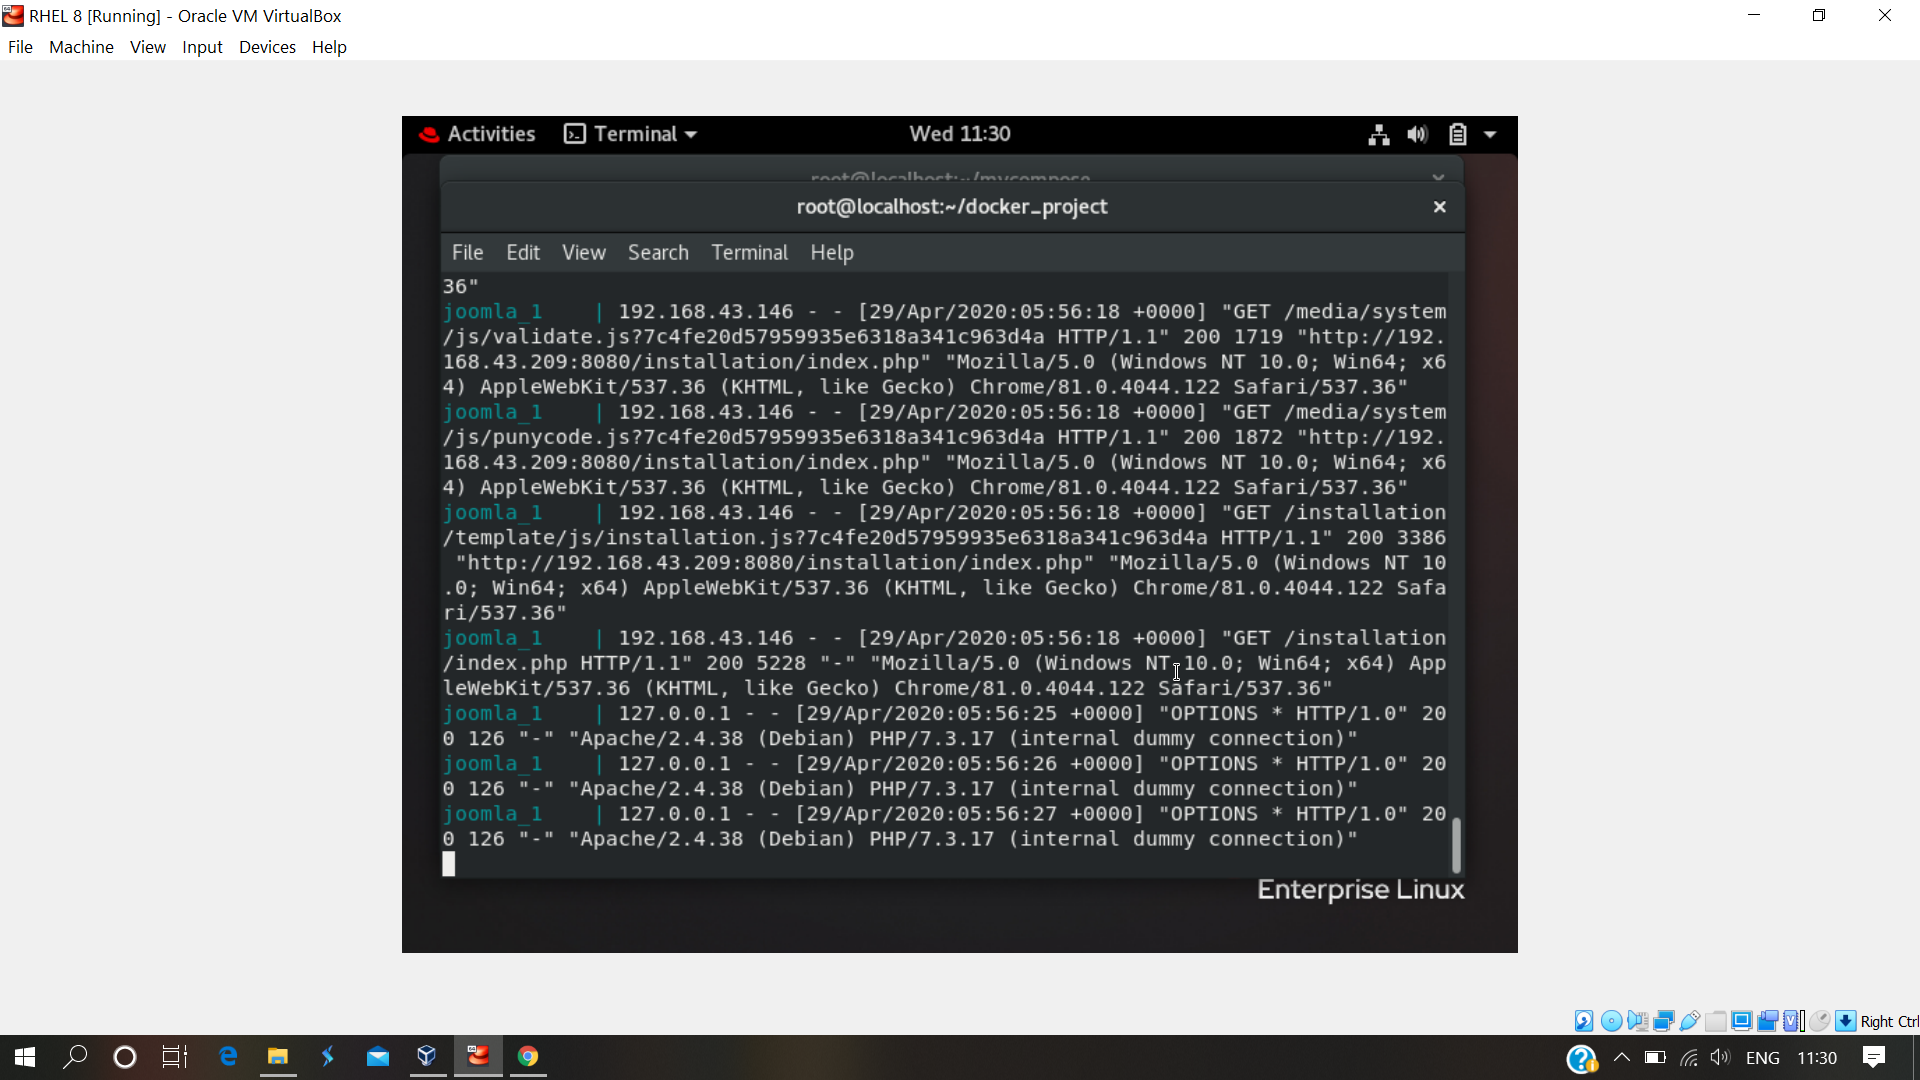 RHEL 8 [Running] - Oracle VM VirtualBox
File Machine View Input Devices Help
Activities Terminal Wed 11:30
root@localhost:~/mycompose
root@localhost:~/docker_project
File Edit View Search Terminal Help
36"
joomla_1 | 192.168.43.146 - - [29/Apr/2020:05:56:18 +0000] "GET /media/system
/js/validate.js?7c4fe20d57959935e6318a341c963d4a HTTP/1.1" 200 1719 "http://192.
168.43.209:8080/installation/index.php" "Mozilla/5.0 (Windows NT 10.0; Win64; x6
4) AppleWebKit/537.36 (KHTML, like Gecko) Chrome/81.0.4044.122 Safari/537.36"
joomla_1 | 192.168.43.146 - - [29/Apr/2020:05:56:18 +0000] "GET /media/system
/js/punycode.js?7c4fe20d57959935e6318a341c963d4a HTTP/1.1" 200 1872 "http://192.
168.43.209:8080/installation/index.php" "Mozilla/5.0 (Windows NT 10.0; Win64; x6
4) AppleWebKit/537.36 (KHTML, like Gecko) Chrome/81.0.4044.122 Safari/537.36"
joomla_1 | 192.168.43.146 - - [29/Apr/2020:05:56:18 +0000] "GET /installation
/template/js/installation.js?7c4fe20d57959935e6318a341c963d4a HTTP/1.1" 200 3386
"http://192.168.43.209:8080/installation/index.php" "Mozilla/5.0 (Windows NT 10
.0; Win64; x64) AppleWebKit/537.36 (KHTML, like Gecko) Chrome/81.0.4044.122 Safa
ri/537.36"
joomla_1 | 192.168.43.146 - - [29/Apr/2020:05:56:18 +0000] "GET /installation
/index.php HTTP/1.1" 200 5228 "-" "Mozilla/5.0 (Windows NT 10.0; Win64; x64) App
leWebKit/537.36 (KHTML, like Gecko) Chrome/81.0.4044.122 Safari/537.36"
joomla_1 | 127.0.0.1 - - [29/Apr/2020:05:56:25 +0000] "OPTIONS * HTTP/1.0" 20
0 126 "-" "Apache/2.4.38 (Debian) PHP/7.3.17 (internal dummy connection)"
joomla_1 | 127.0.0.1 - - [29/Apr/2020:05:56:26 +0000] "OPTIONS * HTTP/1.0" 20
0 126 "-" "Apache/2.4.38 (Debian) PHP/7.3.17 (internal dummy connection)"
joomla_1 | 127.0.0.1 - - [29/Apr/2020:05:56:27 +0000] "OPTIONS * HTTP/1.0" 20
0 126 "-" "Apache/2.4.38 (Debian) PHP/7.3.17 (internal dummy connection)"
Enterprise Linux
Right Ctrl
ENG 11:30